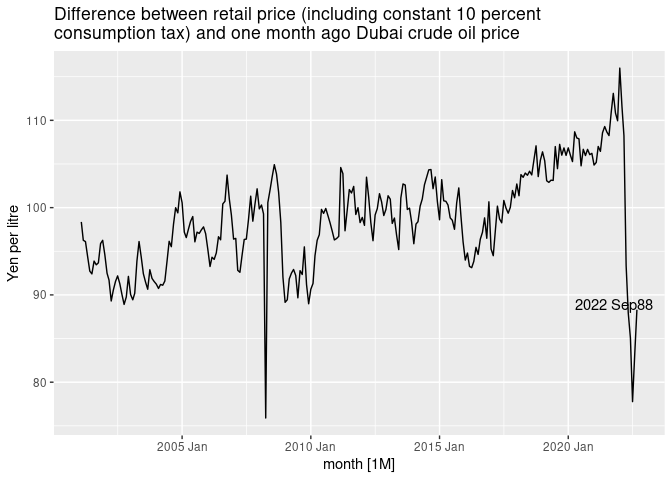 Difference between retail price (including constant 10 percent
consumption tax) and one month ago Dubai crude oil price
Yen per litre
110
100
90
80
2022 Sep88
2005 Jan
2010 Jan
2015 Jan
2020 Jan
month [1M]